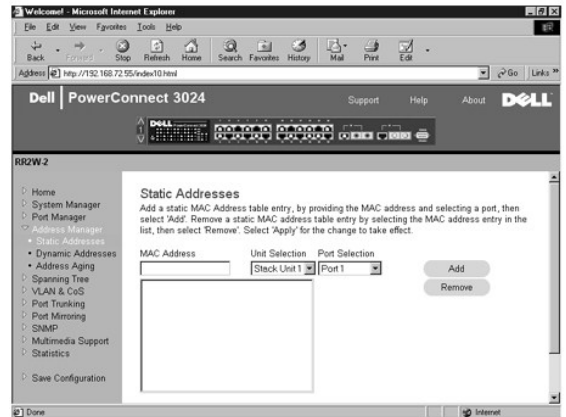 Welcome! - Microsoft Internet Explorer
File Edit View Favorites Tools Help
Back Forward Stop Refresh Home Search Favorites History Mail Print Edit
Address http://192.168.72.55/index10.html Go Links »
Dell PowerConnect 3024
Support Help About DELL
DELL
RR2W-2
Home
System Manager
Port Manager
Address Manager
Static Addresses
Dynamic Addresses
Address Aging
Spanning Tree
VLAN & CoS
Port Trunking
Port Mirroring
SNMP
Multimedia Support
Statistics
Save Configuration
Static Addresses
Add a static MAC Address table entry, by providing the MAC address and selecting a port, then
select 'Add'. Remove a static MAC address table entry by selecting the MAC address entry in the
list, then select 'Remove'. Select 'Apply' for the change to take effect.
MAC Address Unit Selection Port Selection
Stack Unit 1 Port 1
Add
Remove
Done Internet